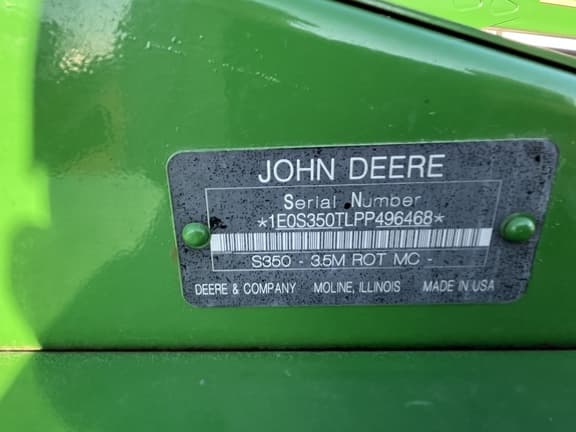 JOHN DEERE
Serial Number
*1E0S350TLPP496468*
S350 - 3.5M ROT MC -
DEERE & COMPANY MOLINE, ILLINOIS MADE IN USA